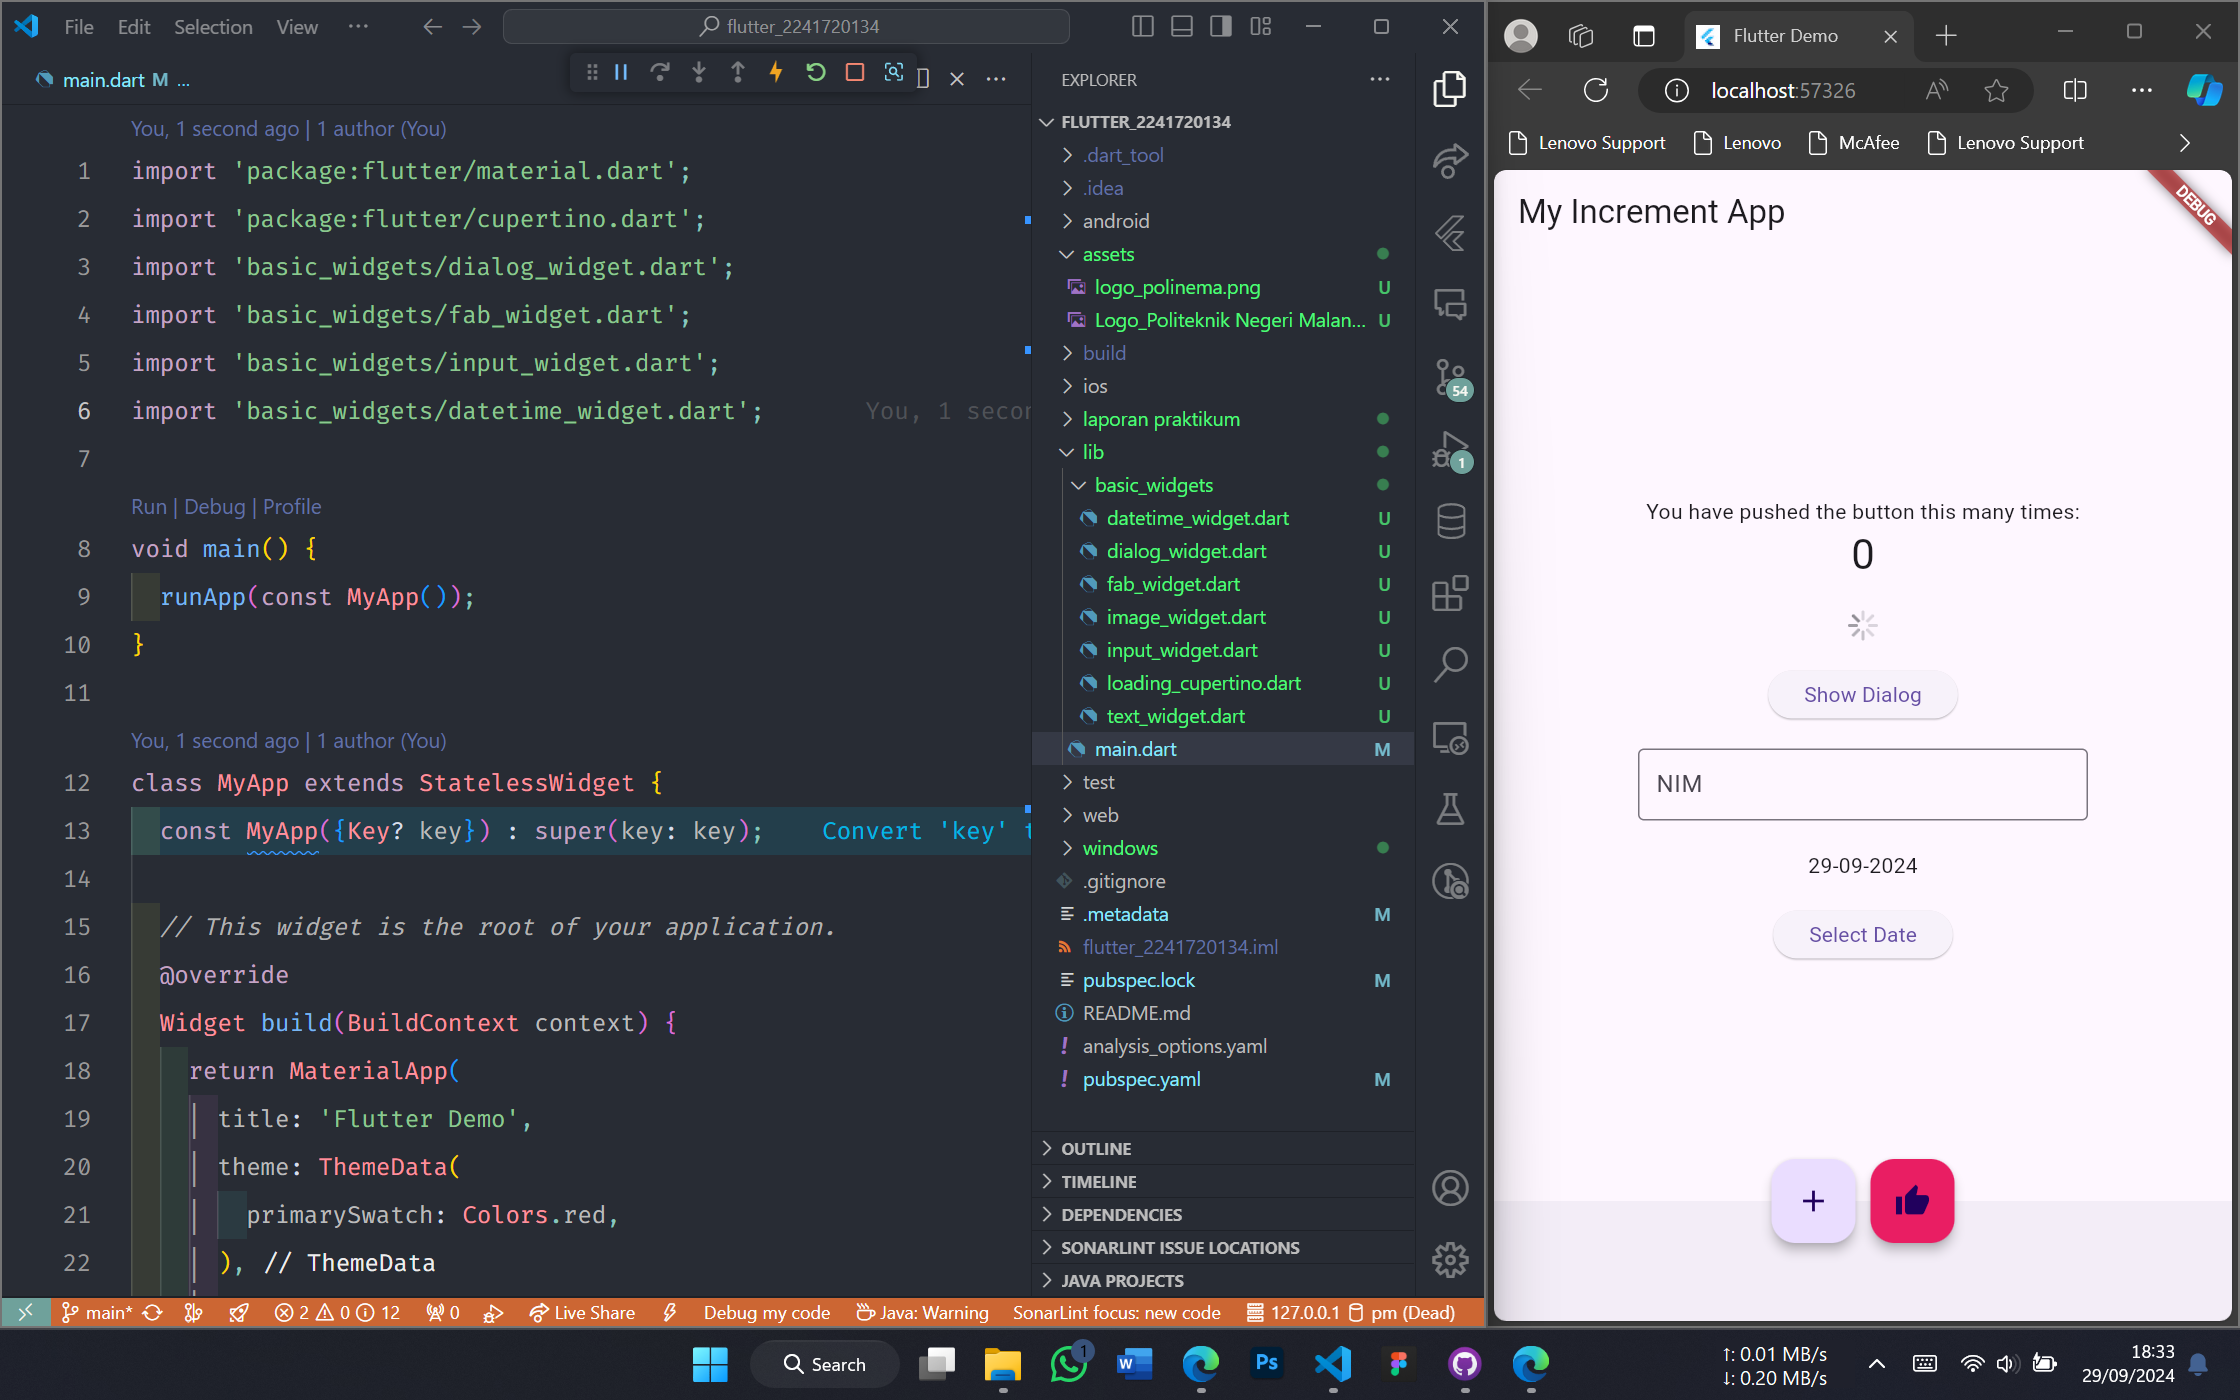 File Edit Selection View ...
flutter_2241720134
main.dart M ...
You, 1 second ago | 1 author (You)
1 import 'package:flutter/material.dart';
2 import 'package:flutter/cupertino.dart';
3 import 'basic_widgets/dialog_widget.dart';
4 import 'basic_widgets/fab_widget.dart';
5 import 'basic_widgets/input_widget.dart';
6 import 'basic_widgets/datetime_widget.dart'; You, 1 secon
7
Run | Debug | Profile
8 void main() {
9 runApp(const MyApp());
10 }
11
You, 1 second ago | 1 author (You)
12 class MyApp extends StatelessWidget {
13 const MyApp({Key? key}) : super(key: key); Convert 'key' t
14
15 // This widget is the root of your application.
16 @override
17 Widget build(BuildContext context) {
18 return MaterialApp(
19 title: 'Flutter Demo',
20 theme: ThemeData(
21 primarySwatch: Colors.red,
22 ), // ThemeData
EXPLORER ...
FLUTTER_2241720134
.dart_tool
.idea
android
assets
logo_polinema.png U
Logo_Politeknik Negeri Malan... U
build
ios
laporan praktikum
lib
basic_widgets
datetime_widget.dart U
dialog_widget.dart U
fab_widget.dart U
image_widget.dart U
input_widget.dart U
loading_cupertino.dart U
text_widget.dart U
main.dart M
test
web
windows
.gitignore
.metadata M
flutter_2241720134.iml
pubspec.lock M
README.md
analysis_options.yaml
pubspec.yaml M
OUTLINE
TIMELINE
DEPENDENCIES
SONARLINT ISSUE LOCATIONS
JAVA PROJECTS
54
1
main* 2 0 12 0 Live Share Debug my code Java: Warning SonarLint focus: new code 127.0.0.1 pm (Dead)
Flutter Demo
localhost:57326
Lenovo Support Lenovo McAfee Lenovo Support
My Increment App
DEBUG
You have pushed the button this many times:
0
Show Dialog
NIM
29-09-2024
Select Date
Search
1
W
Ps
↑: 0.01 MB/s
↓: 0.20 MB/s
18:33
29/09/2024